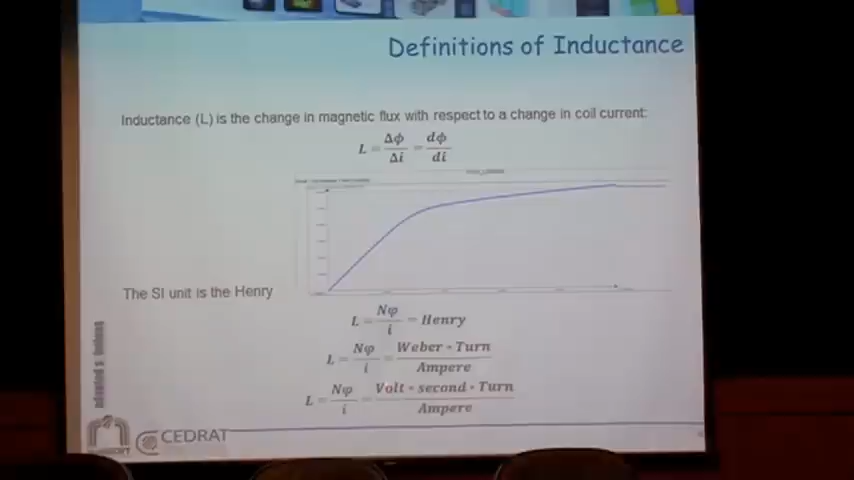 Definitions of Inductance
Inductance (L) is the change in magnetic flux with respect to a change in coil current:
L = Δϕ/Δi = dϕ/di
The SI unit is the Henry
L = Nφ/i = Henry
L = Nφ/i = Weber * Turn/Ampere
L = Nφ/i = Volt * second * Turn/Ampere
CEDRAT